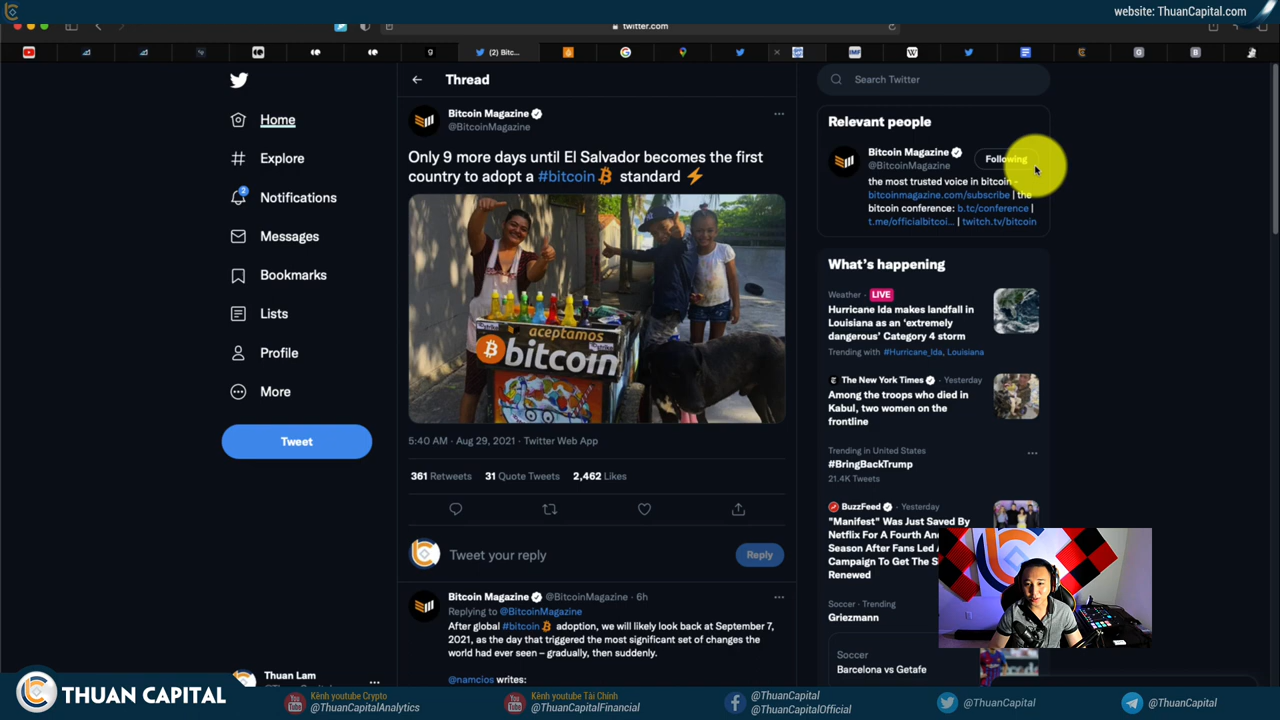 website: ThuanCapital.com
twitter.com
(2) Bitc...
IMF
W
G
B
Home
Explore
2
Notifications
Messages
Bookmarks
Lists
Profile
More
Tweet
Thuan Lam
Thread
Bitcoin Magazine
@BitcoinMagazine
Only 9 more days until El Salvador becomes the first
country to adopt a #bitcoin standard ⚡
aceptamos
bitcoin
5:40 AM · Aug 29, 2021 · Twitter Web App
361 Retweets 31 Quote Tweets 2,462 Likes
Tweet your reply
Reply
Bitcoin Magazine @BitcoinMagazine · 6h
Replying to @BitcoinMagazine
After global #bitcoin adoption, we will likely look back at September 7,
2021, as the day that triggered the most significant set of changes the
world had ever seen – gradually, then suddenly.
@namcios writes:
Search Twitter
Relevant people
Bitcoin Magazine
@BitcoinMagazine
Following
the most trusted voice in bitcoin –
bitcoinmagazine.com/subscribe | the
bitcoin conference: b.tc/conference |
t.me/officialbitcoi... | twitch.tv/bitcoin
What's happening
Weather · LIVE
Hurricane Ida makes landfall in
Louisiana as an 'extremely
dangerous' Category 4 storm
Trending with #Hurricane_Ida, Louisiana
The New York Times · Yesterday
Among the troops who died in
Kabul, two women on the
frontline
Trending in United States
#BringBackTrump
21.4K Tweets
BuzzFeed · Yesterday
"Manifest" Was Just Saved By
Netflix For A Fourth An
Season After Fans Led
Campaign To Get The S
Renewed
Soccer · Trending
Griezmann
Soccer
Barcelona vs Getafe
THUAN CAPITAL
Kênh youtube Crypto
@ThuanCapitalAnalytics
Kênh youtube Tài Chính
@ThuanCapitalFinancial
@ThuanCapital
@ThuanCapitalOfficial
@ThuanCapital
@ThuanCapital